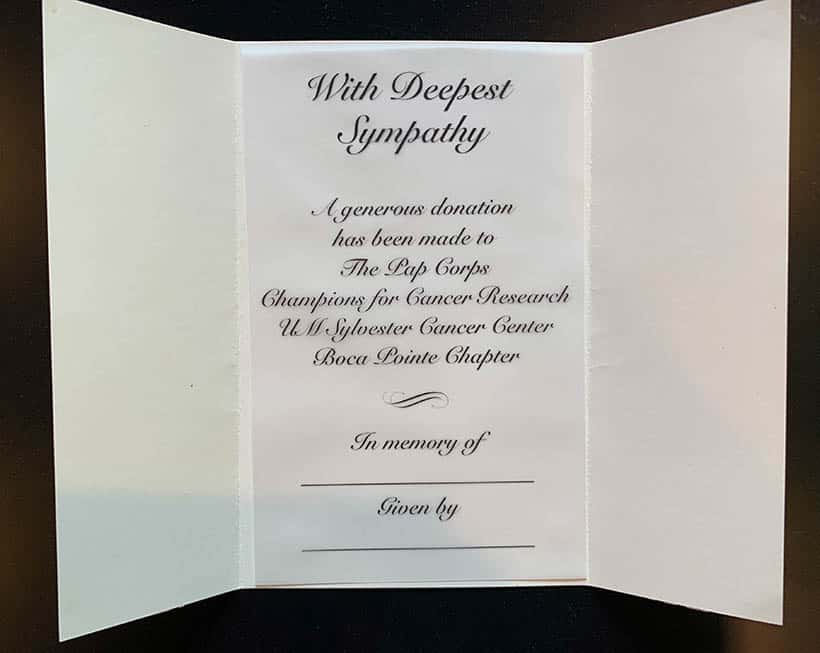 With Deepest
Sympathy
A generous donation
has been made to
The Pap Corps
Champions for Cancer Research
UM Sylvester Cancer Center
Boca Pointe Chapter
In memory of
Given by